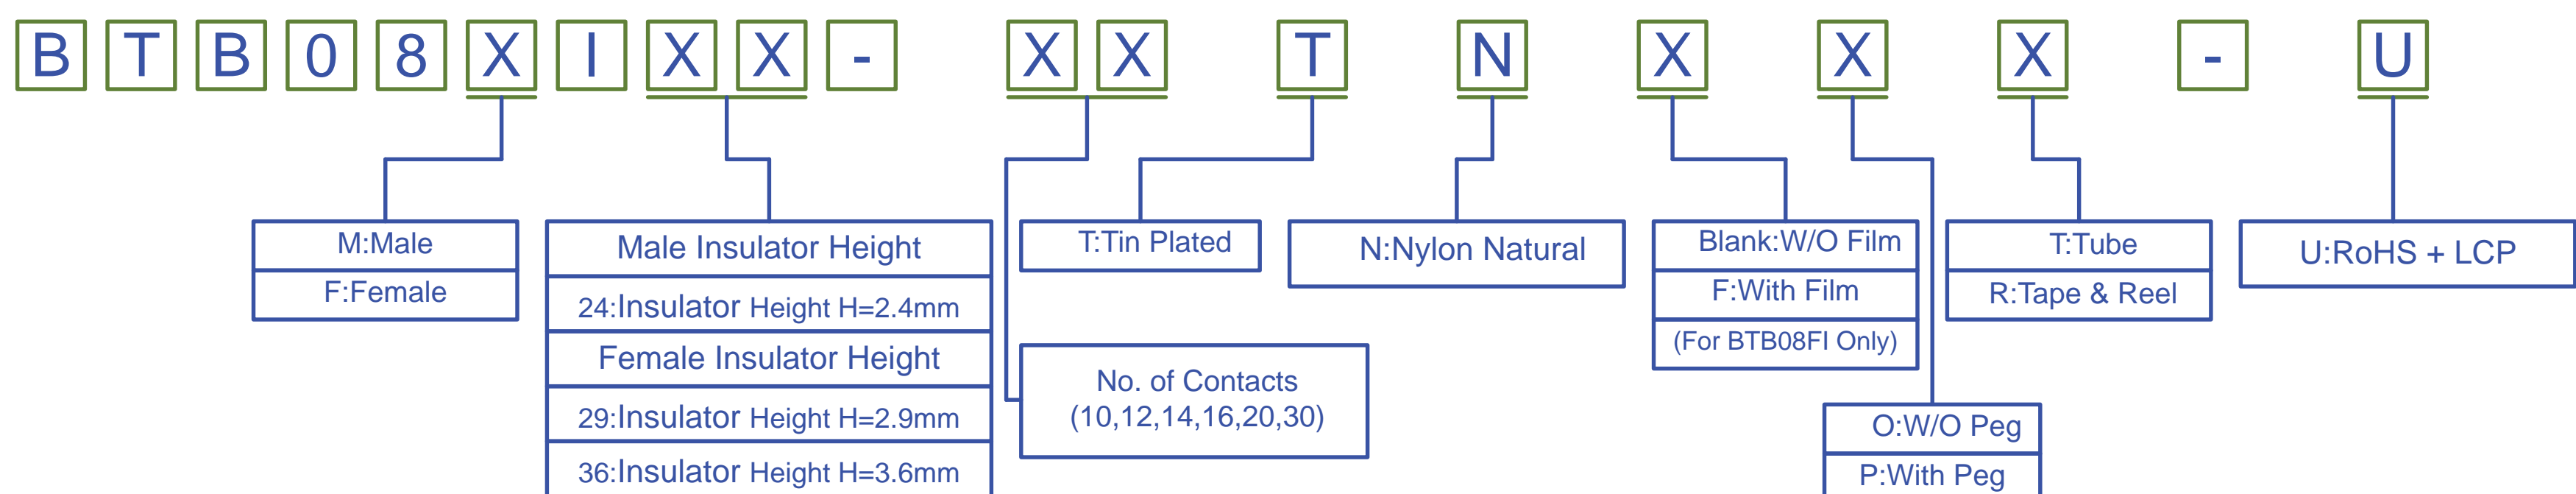 B T B 0 8 X I X X - X X T N X X X - U
M:Male
F:Female
Male Insulator Height
24:Insulator Height H=2.4mm
Female Insulator Height
29:Insulator Height H=2.9mm
36:Insulator Height H=3.6mm
T:Tin Plated
No. of Contacts
(10,12,14,16,20,30)
N:Nylon Natural
Blank:W/O Film
F:With Film
(For BTB08FI Only)
O:W/O Peg
P:With Peg
T:Tube
R:Tape & Reel
U:RoHS + LCP